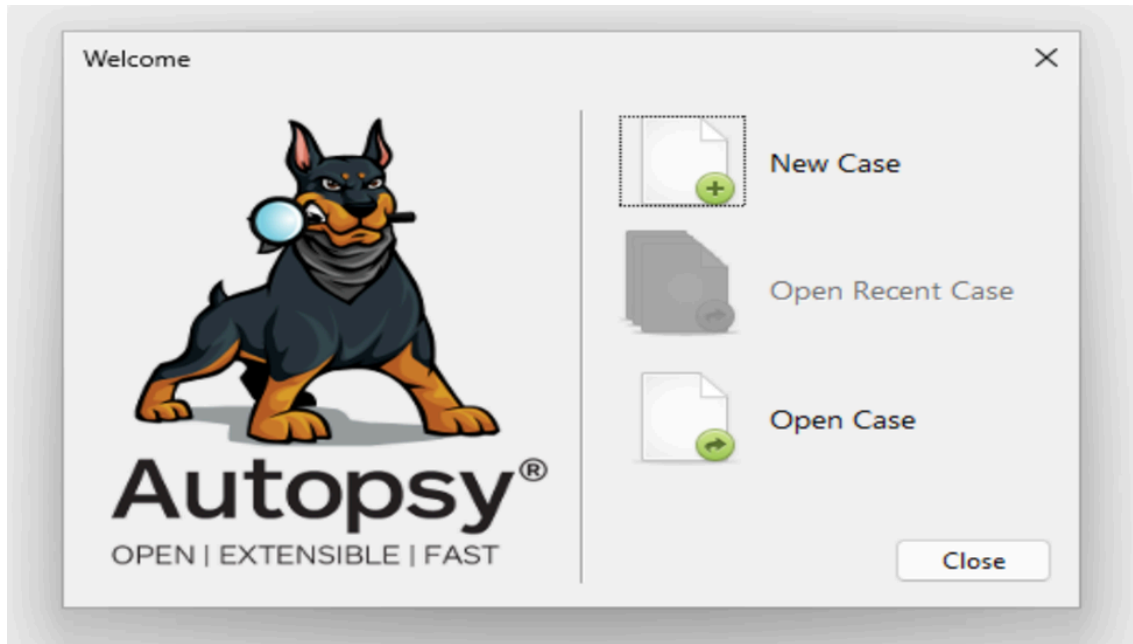 Welcome
New Case
Open Recent Case
Open Case
Autopsy®
OPEN | EXTENSIBLE | FAST
Close